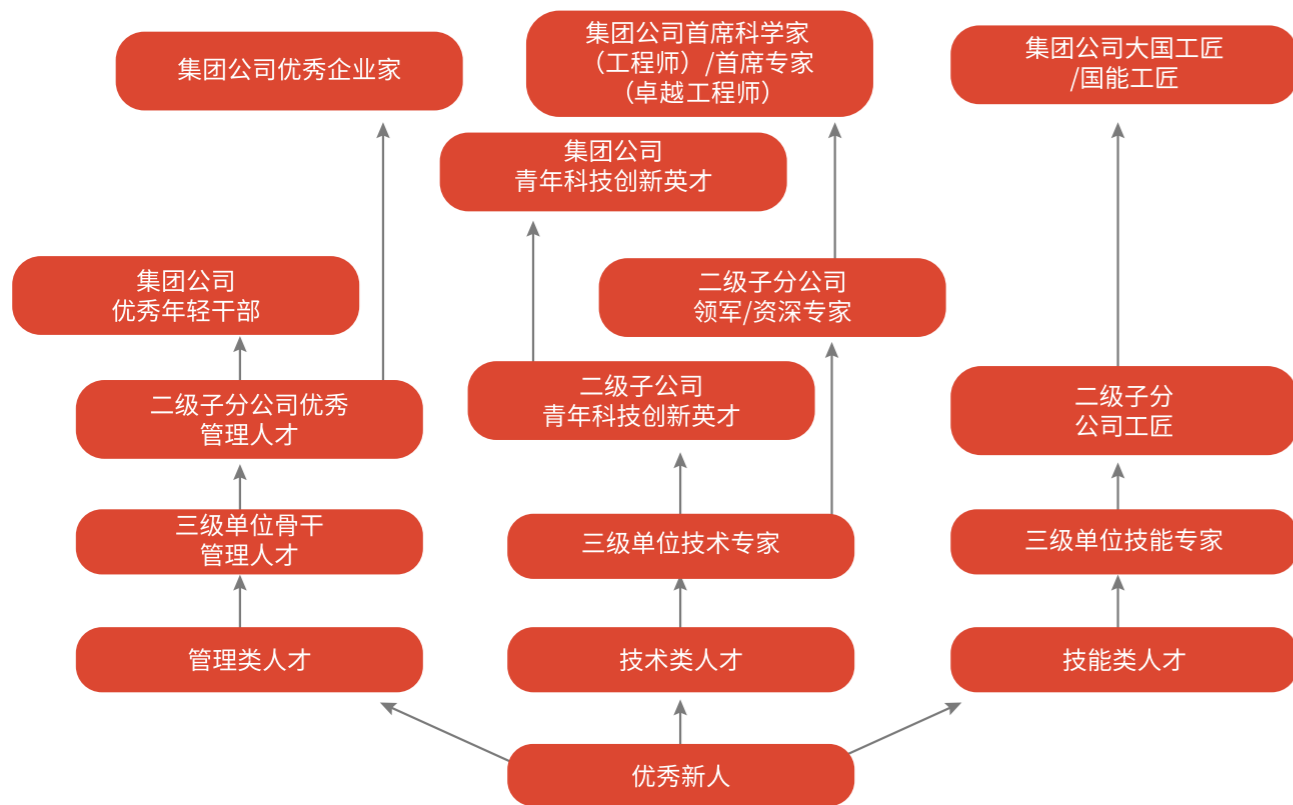 集团公司优秀企业家
集团公司首席科学家
（工程师）/首席专家
（卓越工程师）
集团公司大国工匠
/国能工匠
集团公司
青年科技创新英才
集团公司
优秀年轻干部
二级子分公司
领军/资深专家
二级子分公司优秀
管理人才
二级子公司
青年科技创新英才
二级子分
公司工匠
三级单位骨干
管理人才
三级单位技术专家
三级单位技能专家
管理类人才
技术类人才
技能类人才
优秀新人